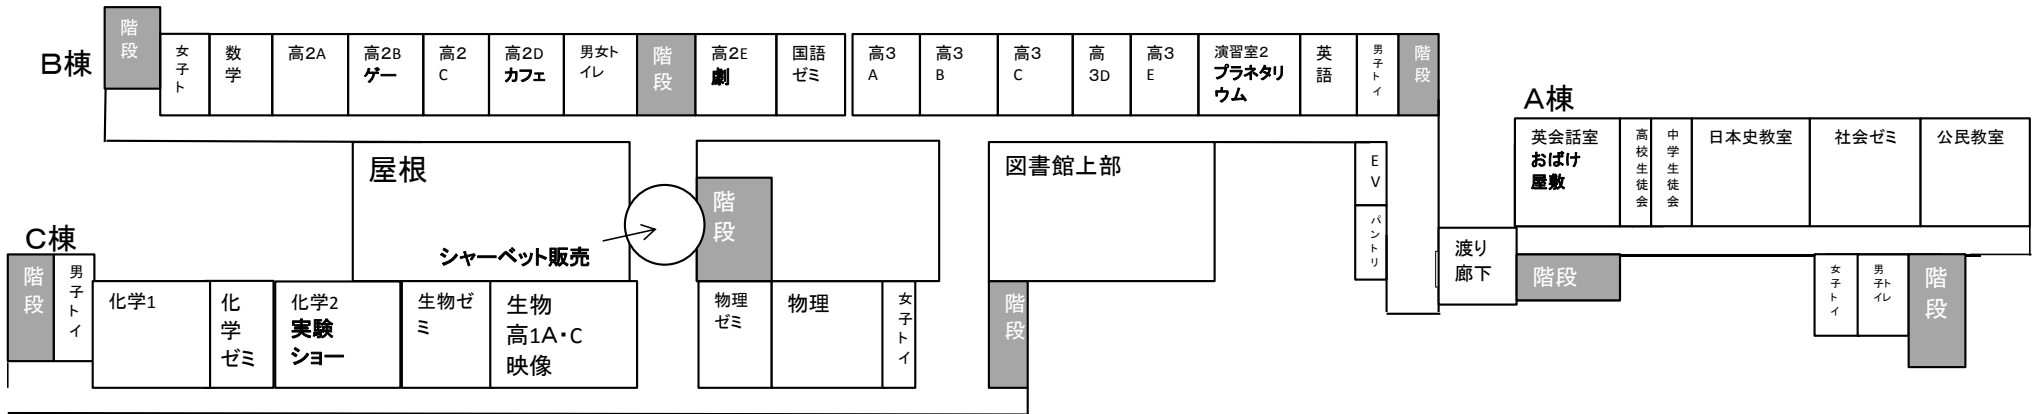 B棟
階
段
女
子
ト
数
学
高2A
高2B
ゲー
高2
C
高2D
カフェ
男女ト
イレ
階
段
高2E
劇
国語
ゼミ
高3
A
高3
B
高3
C
高
3D
高3
E
演習室2
プラネタリ
ウム
英
語
男
子
ト
イ
階
段
A棟
英会話室
おばけ
屋敷
高
校
生
徒
会
中
学
生
徒
会
日本史教室
社会ゼミ
公民教室
屋根
シャーベット販売
階
段
図書館上部
E
V
パ
ン
ト
リ
渡り
廊下
階段
女
子
ト
イ
男
子ト
イレ
階
段
C棟
階
段
男
子
ト
イ
化学1
化
学
ゼミ
化学2
実験
ショー
生物ゼ
ミ
生物
高1A・C
映像
物理
ゼミ
物理
女
子
ト
イ
階
段